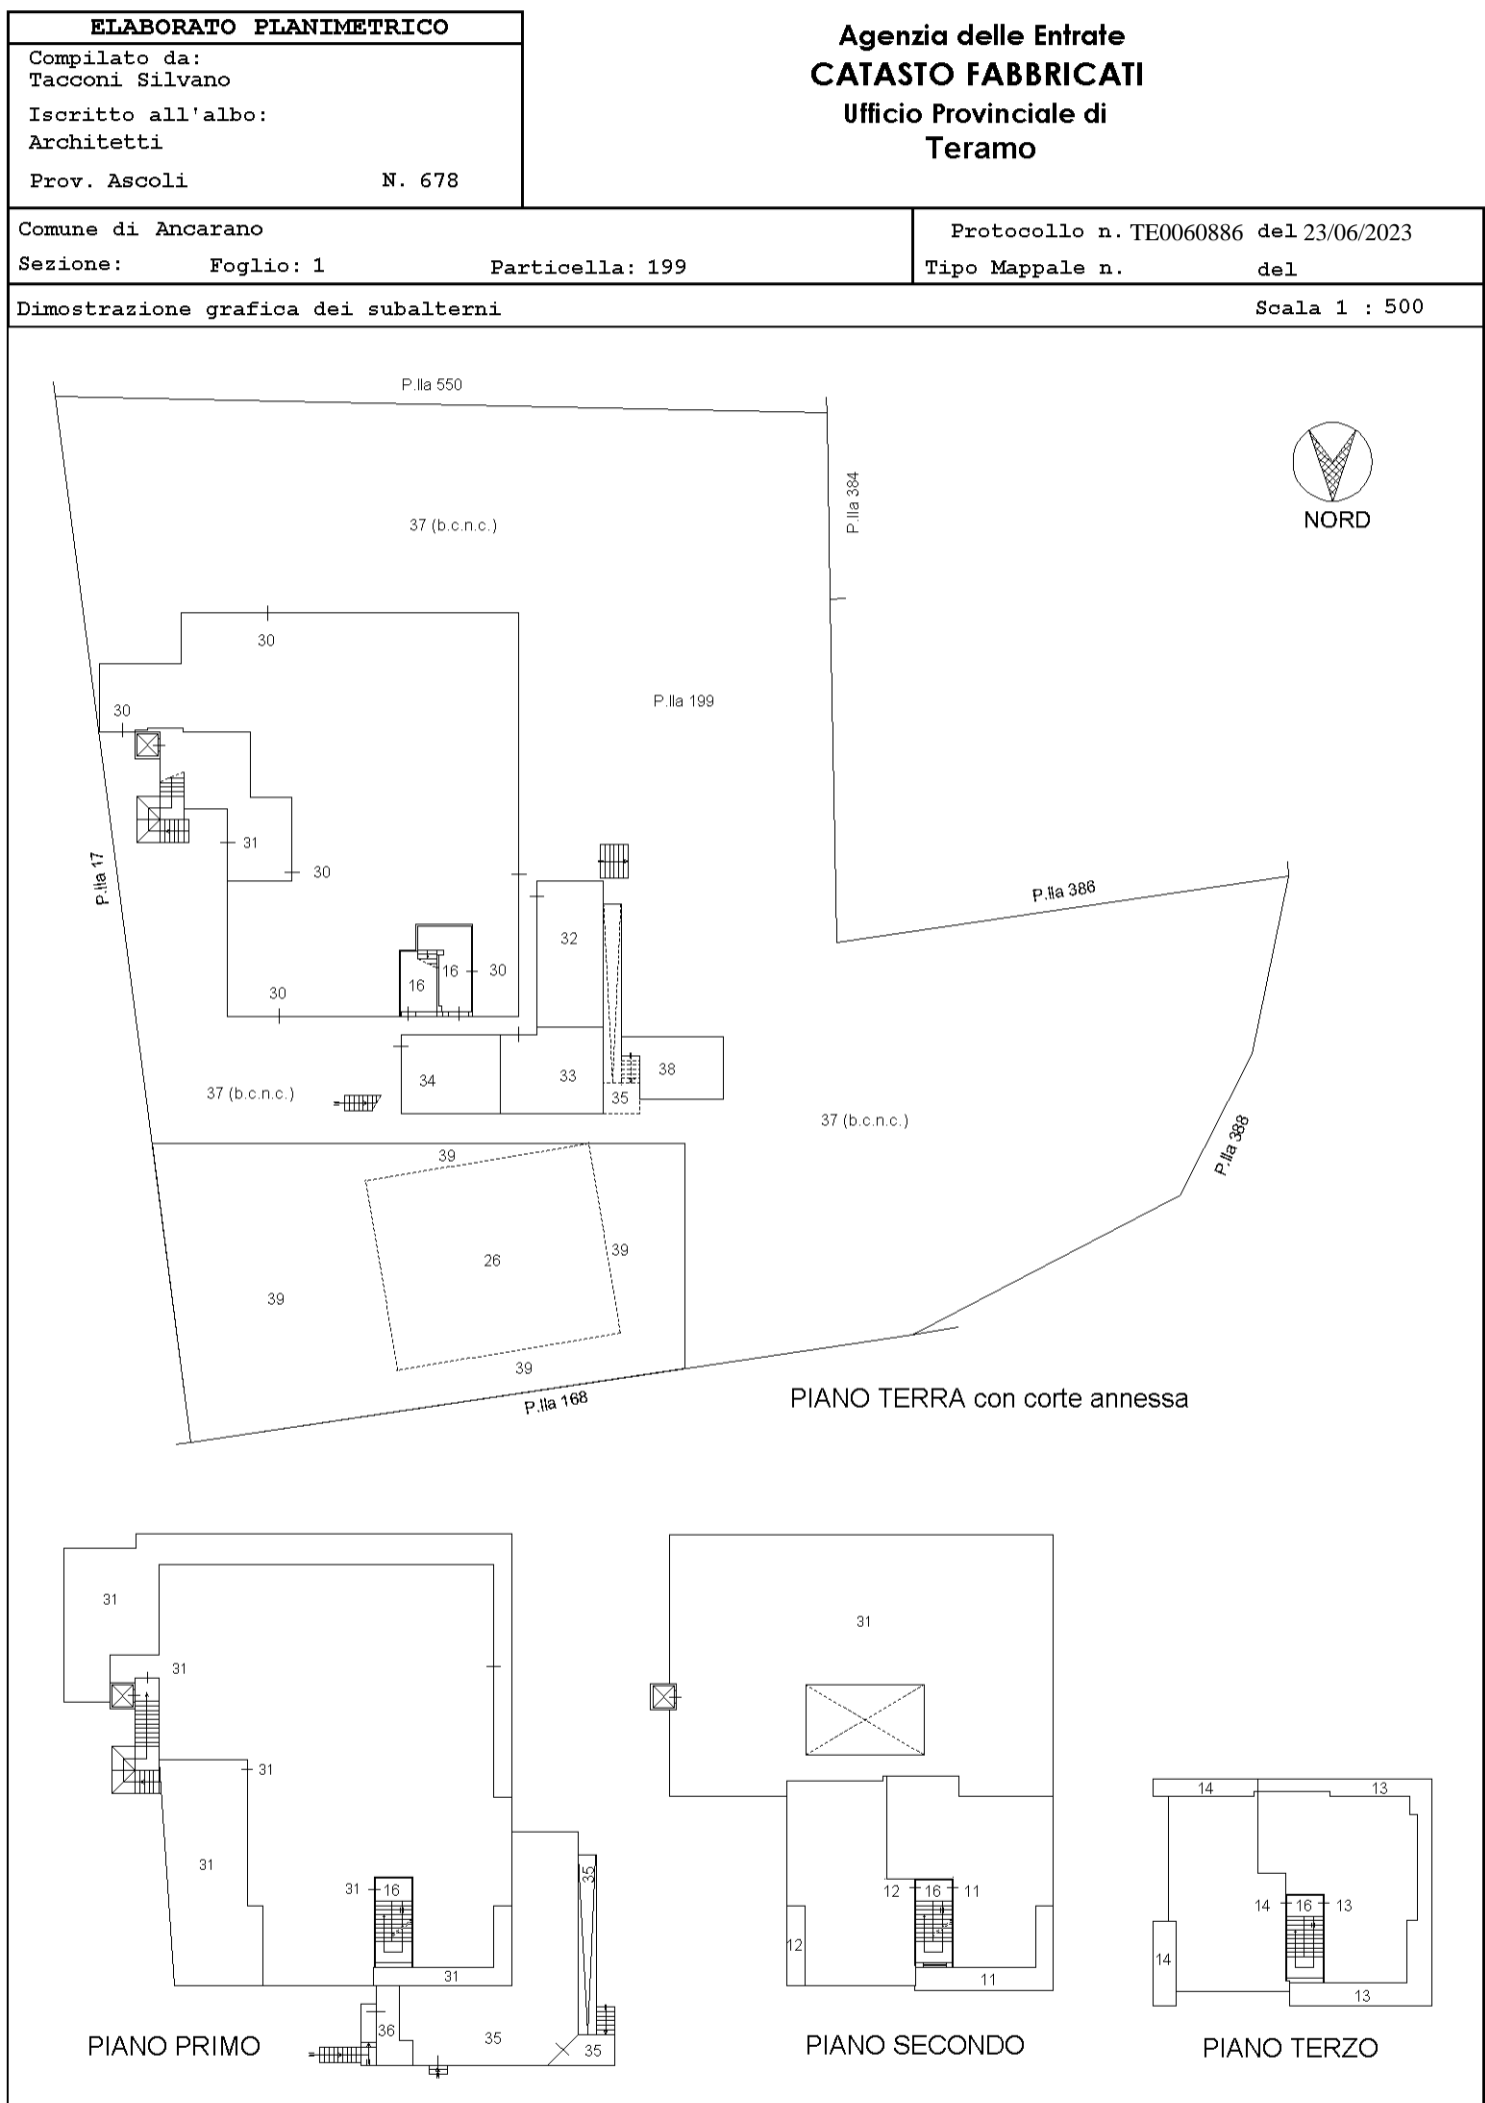 ELABORATO PLANIMETRICO
Compilato da:
Tacconi Silvano
Iscritto all'albo:
Architetti
Prov. Ascoli N. 678
Agenzia delle Entrate
CATASTO FABBRICATI
Ufficio Provinciale di
Teramo
Comune di Ancarano
Sezione: Foglio: 1 Particella: 199
Protocollo n. TE0060886 del 23/06/2023
Tipo Mappale n. del
Dimostrazione grafica dei subalterni Scala 1 : 500
P.lla 550
P.lla 384
NORD
37 (b.c.n.c.)
30
P.lla 199
30
31
30
P.lla 17
P.lla 386
32
16
30
16
30
38
33
34
35
37 (b.c.n.c.)
37 (b.c.n.c.)
P.lla 388
39
39
26
39
39
P.lla 168
PIANO TERRA con corte annessa
31
31
31
31
31
16
35
31
36
35
35
PIANO PRIMO
31
12
16
11
12
11
PIANO SECONDO
14
13
14
16
13
14
13
PIANO TERZO